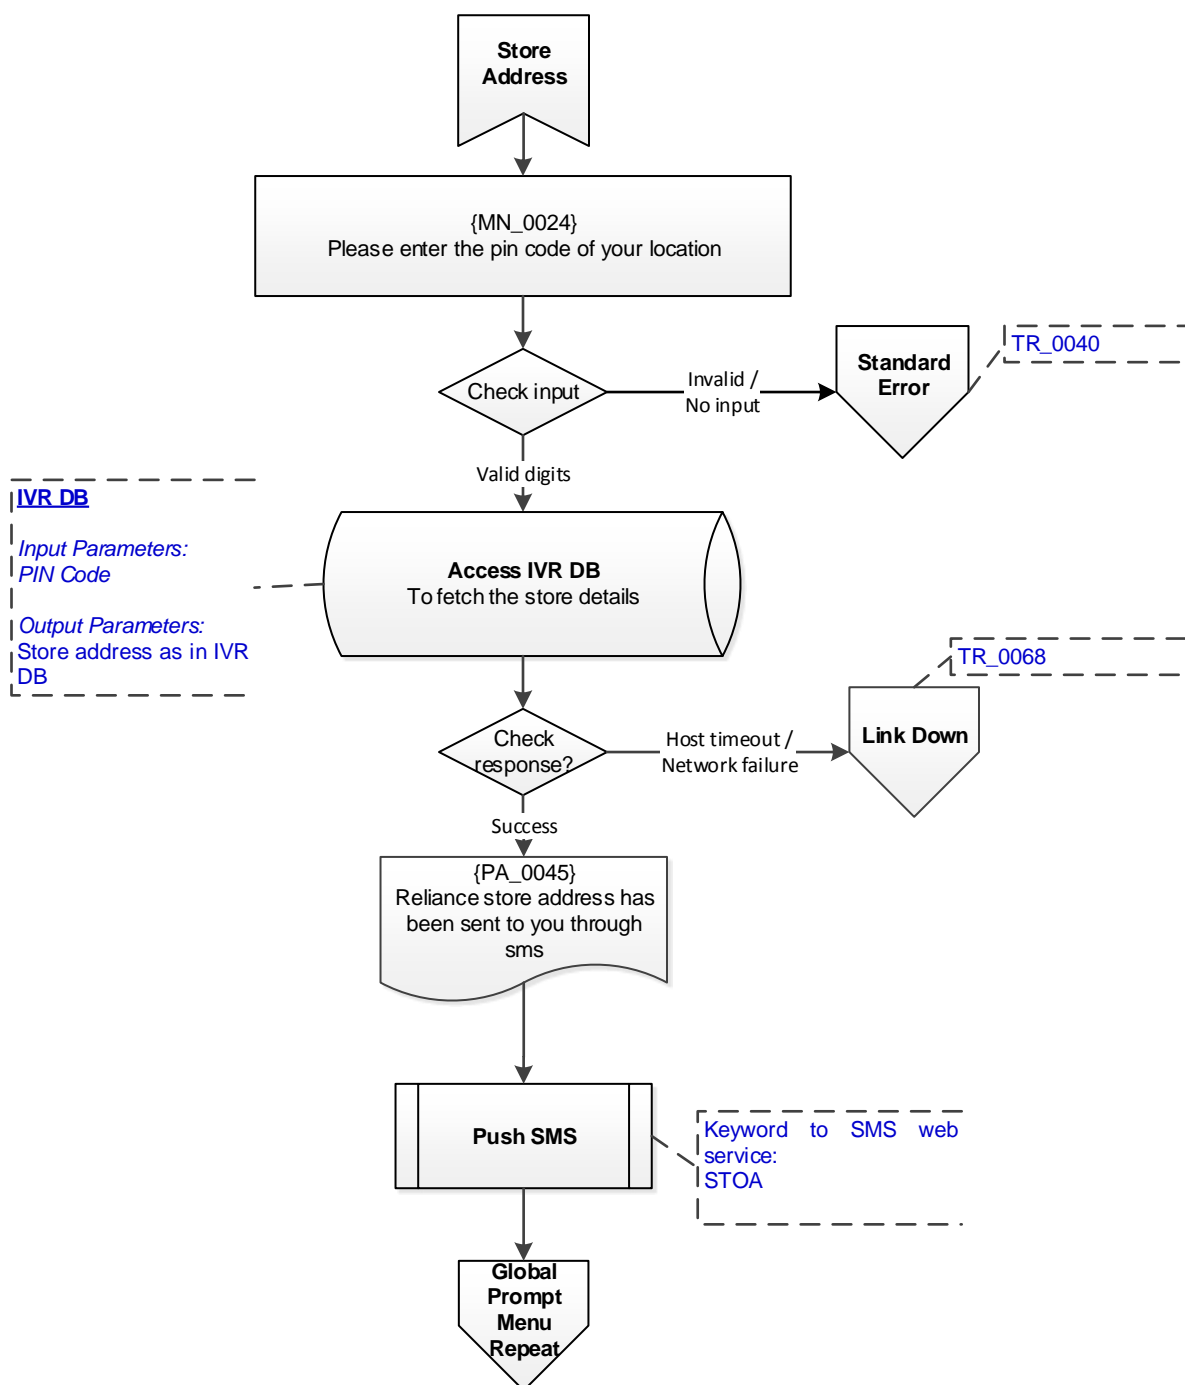 Store
Address
{MN_0024}
Please enter the pin code of your location
Check input
Invalid /
No input
Standard
Error
TR_0040
Valid digits
IVR DB
Input Parameters:
PIN Code
Output Parameters:
Store address as in IVR
DB
Access IVR DB
To fetch the store details
TR_0068
Check
response?
Host timeout /
Network failure
Link Down
Success
{PA_0045}
Reliance store address has
been sent to you through
sms
Push SMS
Keyword to SMS web
service:
STOA
Global
Prompt
Menu
Repeat